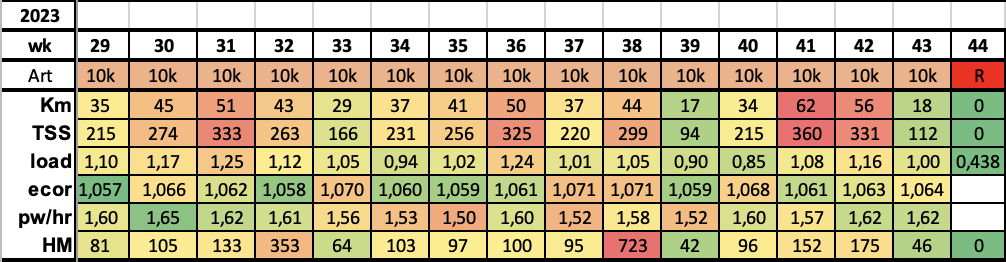 2023
wk 29 30 31 32 33 34 35 36 37 38 39 40 41 42 43 44
Art 10k 10k 10k 10k 10k 10k 10k 10k 10k 10k 10k 10k 10k 10k 10k R
Km 35 45 51 43 29 37 41 50 37 44 17 34 62 56 18 0
TSS 215 274 333 263 166 231 256 325 220 299 94 215 360 331 112 0
load 1,10 1,17 1,25 1,12 1,05 0,94 1,02 1,24 1,01 1,05 0,90 0,85 1,08 1,16 1,00 0,438
ecor 1,057 1,066 1,062 1,058 1,070 1,060 1,059 1,061 1,071 1,071 1,059 1,068 1,061 1,063 1,064
pw/hr 1,60 1,65 1,62 1,61 1,56 1,53 1,50 1,60 1,52 1,58 1,52 1,60 1,57 1,62 1,62
HM 81 105 133 353 64 103 97 100 95 723 42 96 152 175 46 0